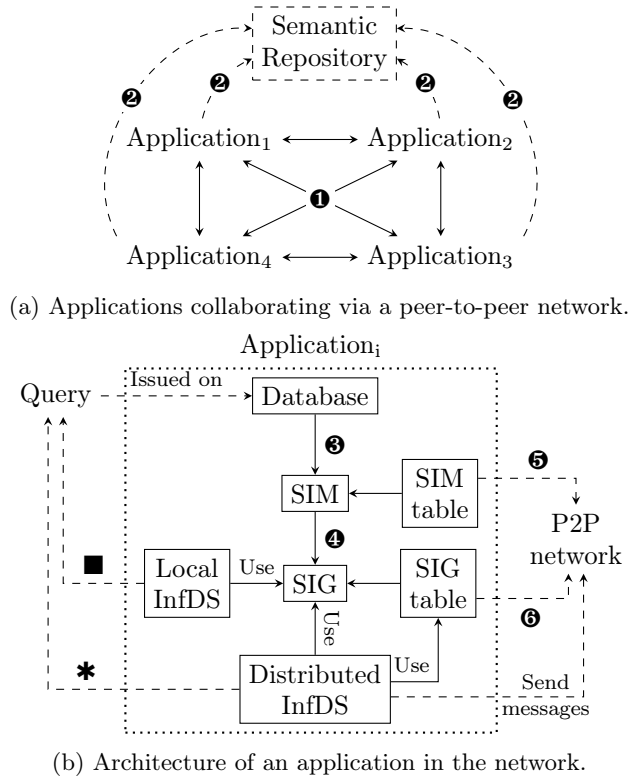 Semantic
Repository
❷ ❷ ❷ ❷
Application₁ Application₂
❶
Application₄ Application₃
(a) Applications collaborating via a peer-to-peer network.
Applicationᵢ
Query Issued on Database
❸
SIM SIM
table
❺
P2P
network
❹
■
Local
InfDS
Use SIG SIG
table
❻
Use
✱
Distributed
InfDS
Use
Send
messages
(b) Architecture of an application in the network.